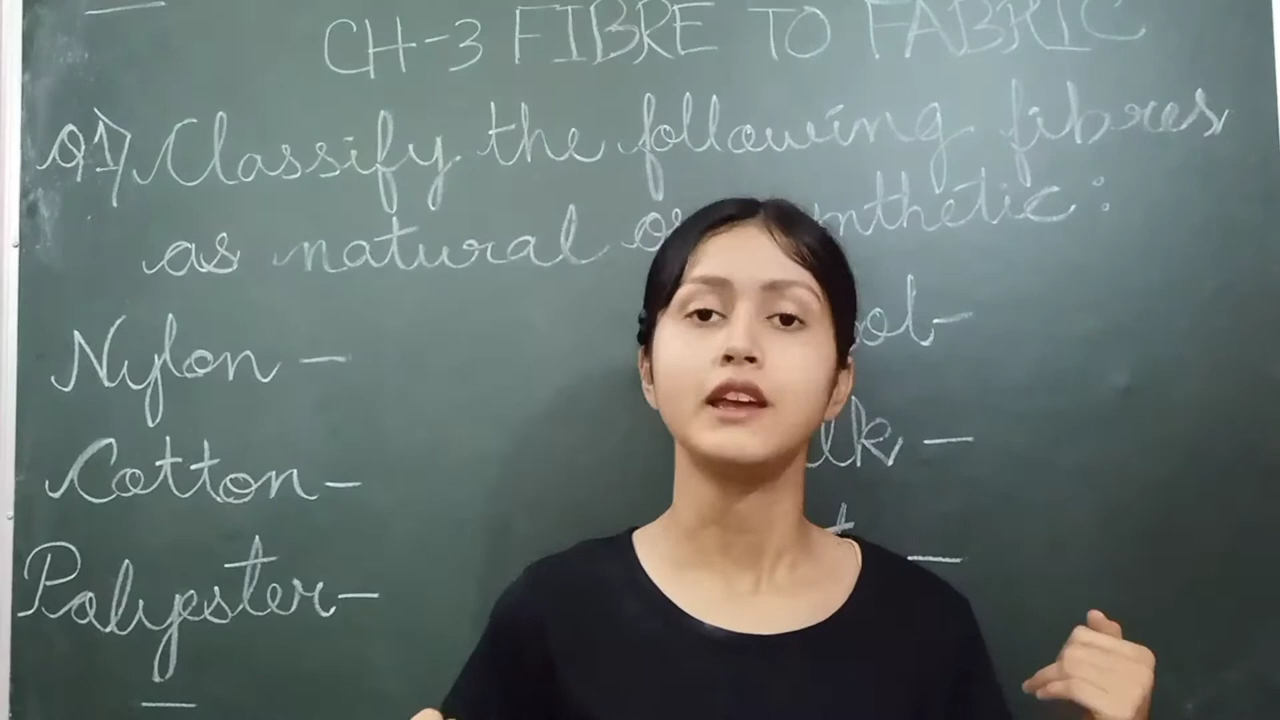 CH-3 FIBRE TO FABRIC
Q1) Classify the following fibres
as natural or synthetic:
Nylon -
Cotton -
Polyester -